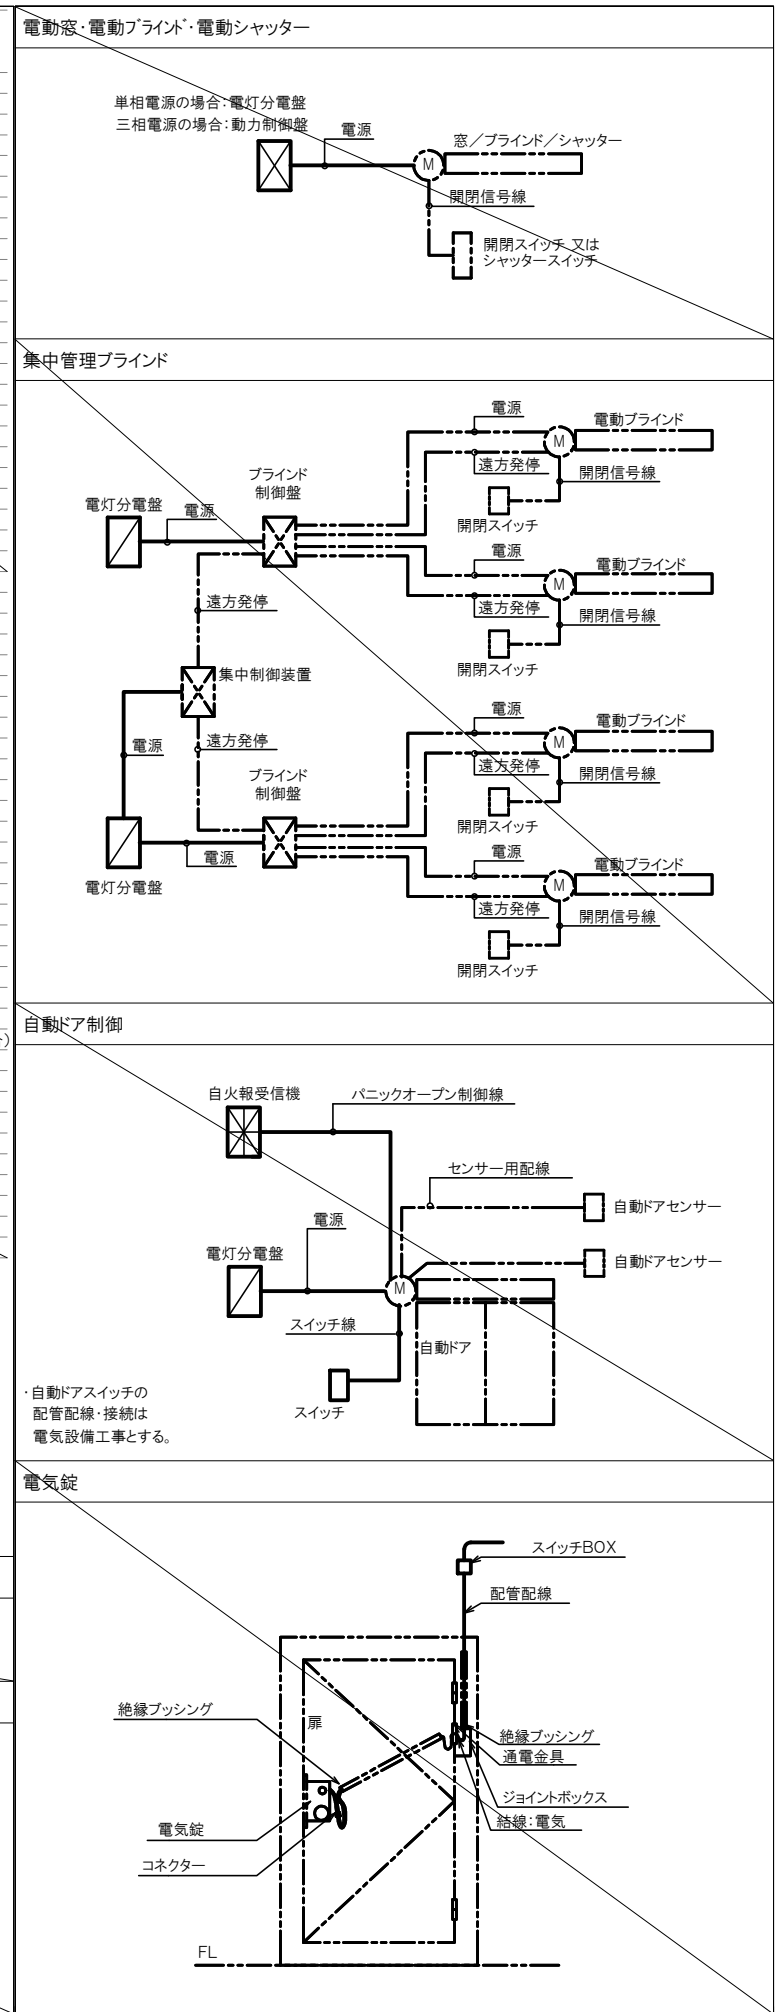 電動窓・電動ブラインド・電動シャッター
単相電源の場合：電灯分電盤
三相電源の場合：動力制御盤
電源
窓／ブラインド／シャッター
M
開閉信号線
開閉スイッチ 又は
シャッタースイッチ
集中管理ブラインド
電源
電動ブラインド
M
遠方発停
開閉信号線
開閉スイッチ
ブラインド
制御盤
電灯分電盤
電源
電源
電動ブラインド
M
遠方発停
開閉信号線
開閉スイッチ
遠方発停
集中制御装置
電源
遠方発停
電源
電動ブラインド
M
遠方発停
開閉信号線
開閉スイッチ
ブラインド
制御盤
電源
電灯分電盤
電源
電動ブラインド
M
遠方発停
開閉信号線
開閉スイッチ
自動ドア制御
自火報受信機
パニックオープン制御線
センサー用配線
自動ドアセンサー
電源
電灯分電盤
自動ドアセンサー
M
スイッチ線
自動ドア
スイッチ
・自動ドアスイッチの
配管配線・接続は
電気設備工事とする。
電気錠
スイッチBOX
配管配線
絶縁ブッシング
扉
絶縁ブッシング
通電金具
ジョイントボックス
結線：電気
電気錠
コネクター
FL